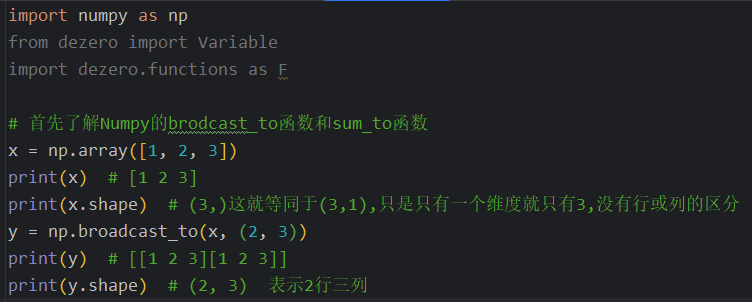 import numpy as np
from dezero import Variable
import dezero.functions as F
# 首先了解Numpy的brodcast_to函数和sum_to函数
x = np.array([1, 2, 3])
print(x)  # [1 2 3]
print(x.shape)  # (3,)这就等同于(3,1),只是只有一个维度就只有3,没有行或列的区分
y = np.broadcast_to(x, (2, 3))
print(y)  # [[1 2 3][1 2 3]]
print(y.shape)  # (2, 3)  表示2行三列